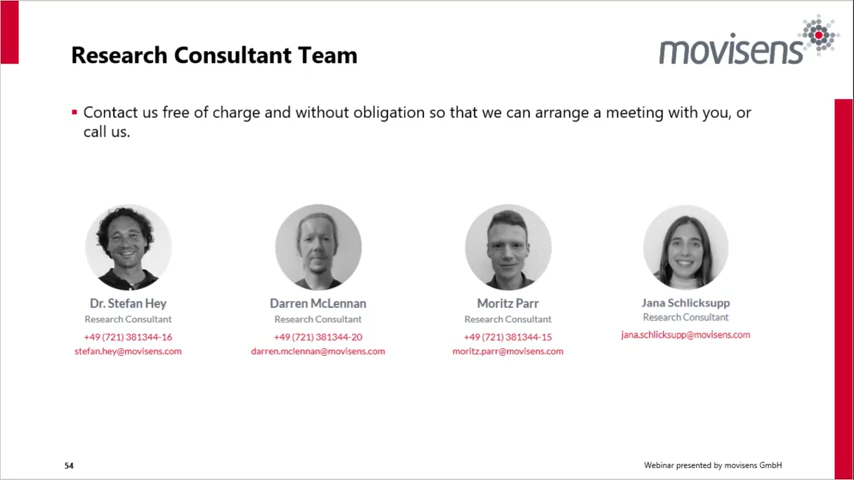 Research Consultant Team
movisens
Contact us free of charge and without obligation so that we can arrange a meeting with you, or
call us.
Dr. Stefan Hey
Research Consultant
+49 (721) 381344-16
stefan.hey@movisens.com
Darren McLennan
Research Consultant
+49 (721) 381344-20
darren.mclennan@movisens.com
Moritz Parr
Research Consultant
+49 (721) 381344-15
moritz.parr@movisens.com
Jana Schlicksupp
Research Consultant
jana.schlicksupp@movisens.com
54
Webinar presented by movisens GmbH